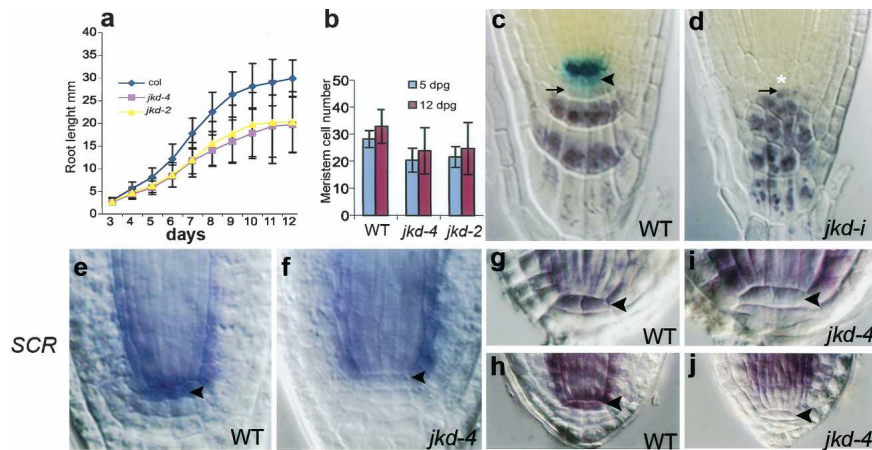 a
Root lenght mm
40
35
30
25
20
15
10
5
0
3 4 5 6 7 8 9 10 11 12
days
col
jkd-4
jkd-2
b
Meristem cell number
50
40
30
20
10
0
5 dpg
12 dpg
WT jkd-4 jkd-2
c
WT
d
*
jkd-i
SCR
e
WT
f
jkd-4
g
WT
i
jkd-4
h
WT
j
jkd-4